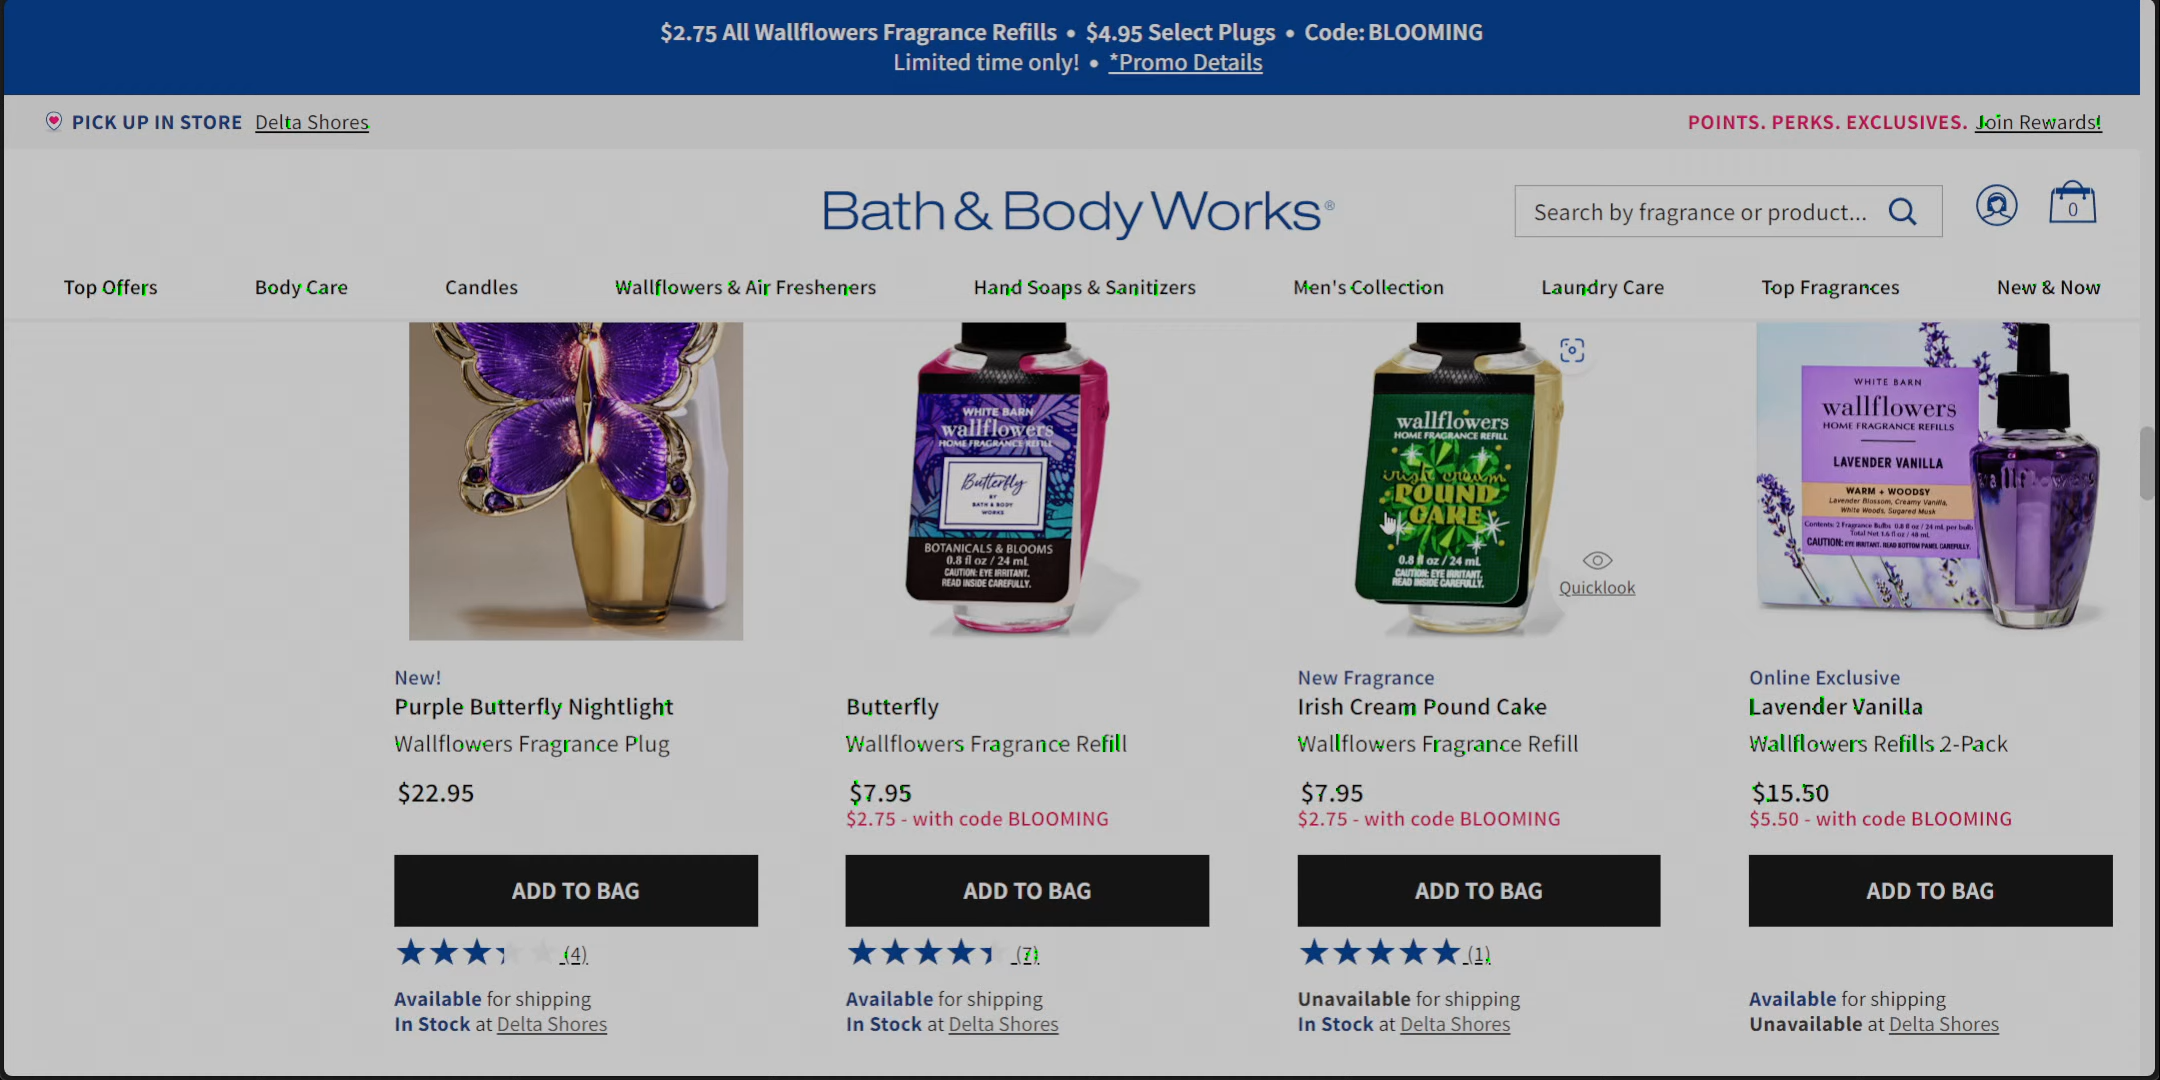 $2.75 All Wallflowers Fragrance Refills • $4.95 Select Plugs • Code: BLOOMING
Limited time only! • *Promo Details
PICK UP IN STORE Delta Shores
POINTS. PERKS. EXCLUSIVES. Join Rewards!
Bath & Body Works®
Search by fragrance or product...
0
Top Offers
Body Care
Candles
Wallflowers & Air Fresheners
Hand Soaps & Sanitizers
Men's Collection
Laundry Care
Top Fragrances
New & Now
WHITE BARN
wallflowers
HOME FRAGRANCE REFILL
Butterfly
BY
BATH & BODY
WORKS
BOTANICALS & BLOOMS
0.8 fl oz / 24 mL
CAUTION: EYE IRRITANT.
READ INSIDE CAREFULLY.
wallflowers
HOME FRAGRANCE REFILL
irish cream
POUND
CAKE
0.8 fl oz / 24 mL
CAUTION: EYE IRRITANT.
READ INSIDE CAREFULLY.
Quicklook
WHITE BARN
wallflowers
HOME FRAGRANCE REFILLS
LAVENDER VANILLA
WARM + WOODSY
Lavender Blossom, Creamy Vanilla,
White Woods, Sugared Musk
Contents: 2 Fragrance Bulbs 0.8 fl oz / 24 mL per bulb
Total Net 1.6 fl oz / 48 mL
CAUTION: EYE IRRITANT. READ BOTTOM PANEL CAREFULLY.
wallflowers
New!
Purple Butterfly Nightlight
Wallflowers Fragrance Plug
$22.95
ADD TO BAG
(4)
Available for shipping
In Stock at Delta Shores
Butterfly
Wallflowers Fragrance Refill
$7.95
$2.75 - with code BLOOMING
ADD TO BAG
(7)
Available for shipping
In Stock at Delta Shores
New Fragrance
Irish Cream Pound Cake
Wallflowers Fragrance Refill
$7.95
$2.75 - with code BLOOMING
ADD TO BAG
(1)
Unavailable for shipping
In Stock at Delta Shores
Online Exclusive
Lavender Vanilla
Wallflowers Refills 2-Pack
$15.50
$5.50 - with code BLOOMING
ADD TO BAG
Available for shipping
Unavailable at Delta Shores